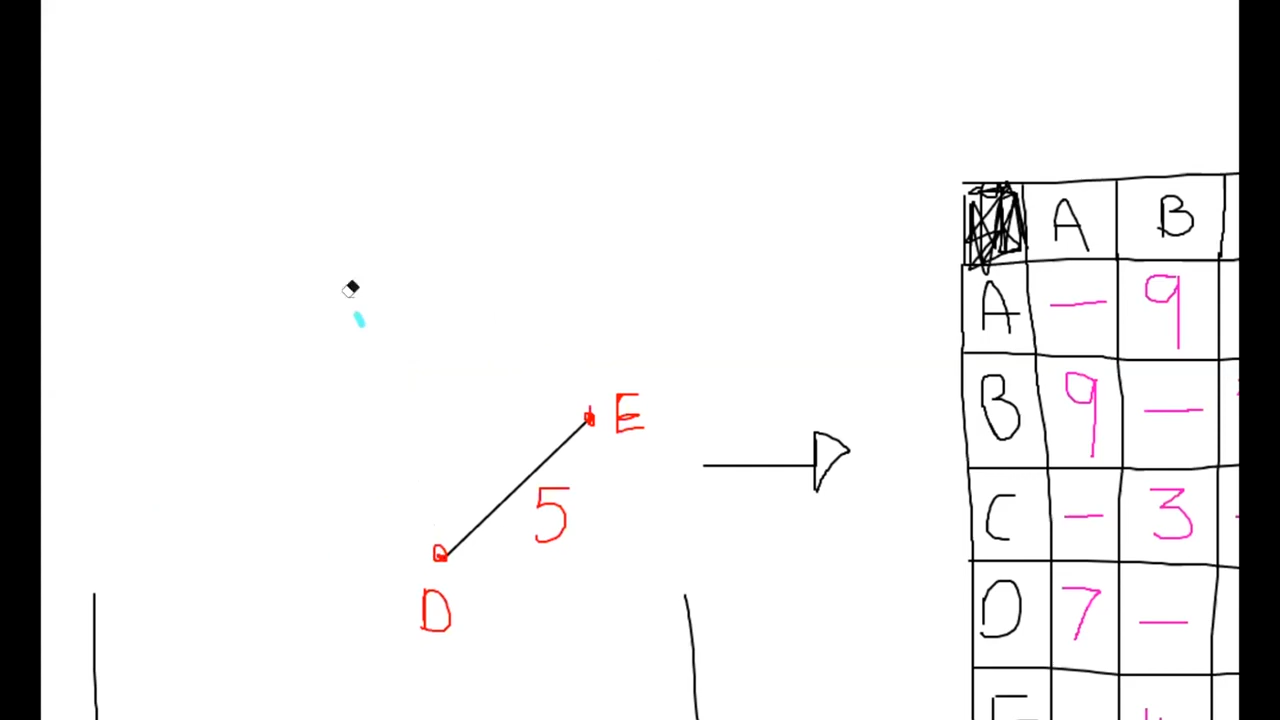 E
5
D
A B
A — 9
B 9 —
C — 3
D 7 —